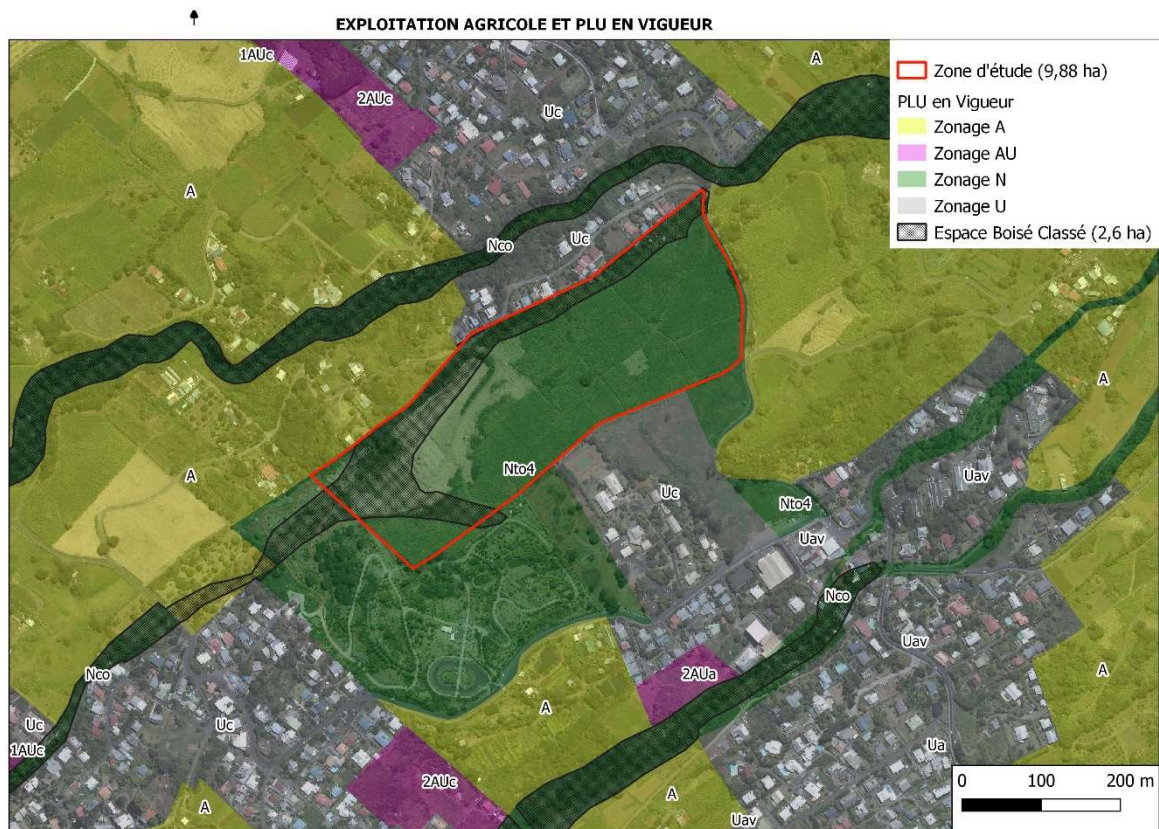 EXPLOITATION AGRICOLE ET PLU EN VIGUEUR
Zone d'étude (9,88 ha)
PLU en Vigueur
Zonage A
Zonage AU
Zonage N
Zonage U
Espace Boisé Classé (2,6 ha)
1AUc
2AUc
Uc
A
A
Nco
Uc
A
A
Nto4
Uc
Nto4
Uav
Uav
Nco
Uav
Nco
Uc
1AUc
Uc
A
2AUa
A
Ua
2AUc
A
A
Uav
0 100 200 m